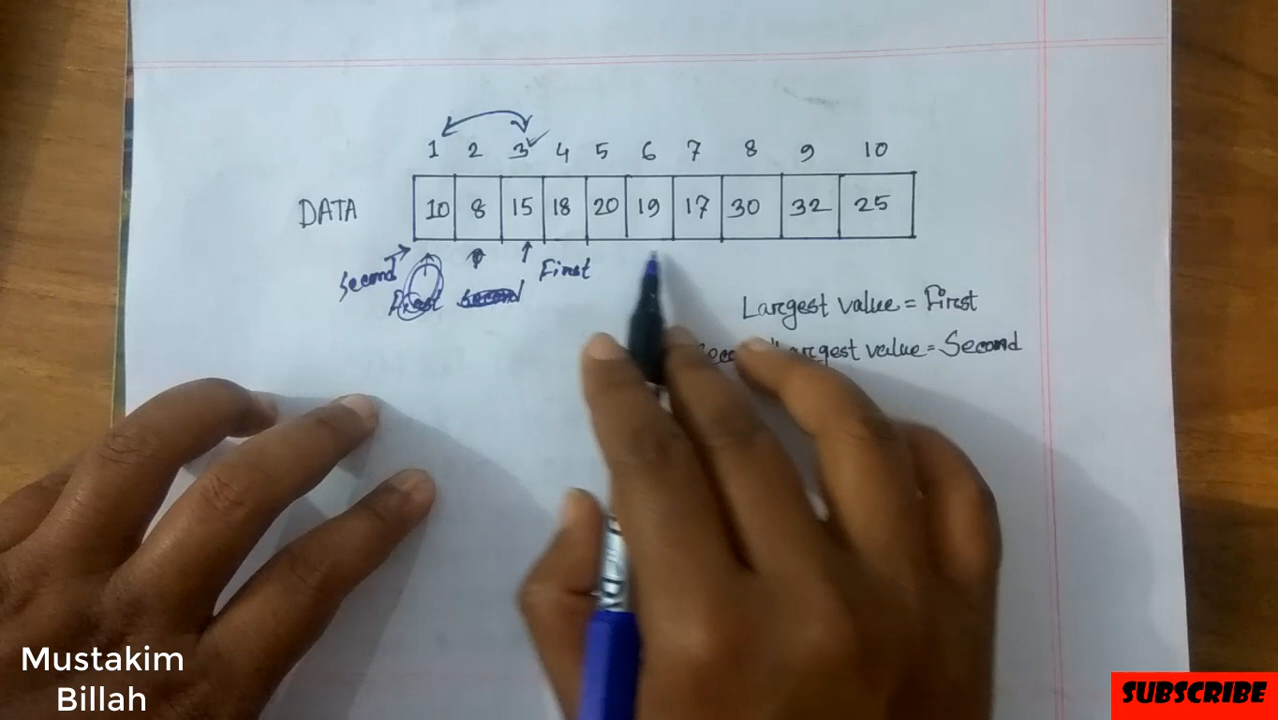 1 2 3 4 5 6 7 8 9 10
DATA 10 8 15 18 20 19 17 30 32 25
Second First
First
Largest value = First
Largest value = Second
Mustakim
Billah
SUBSCRIBE